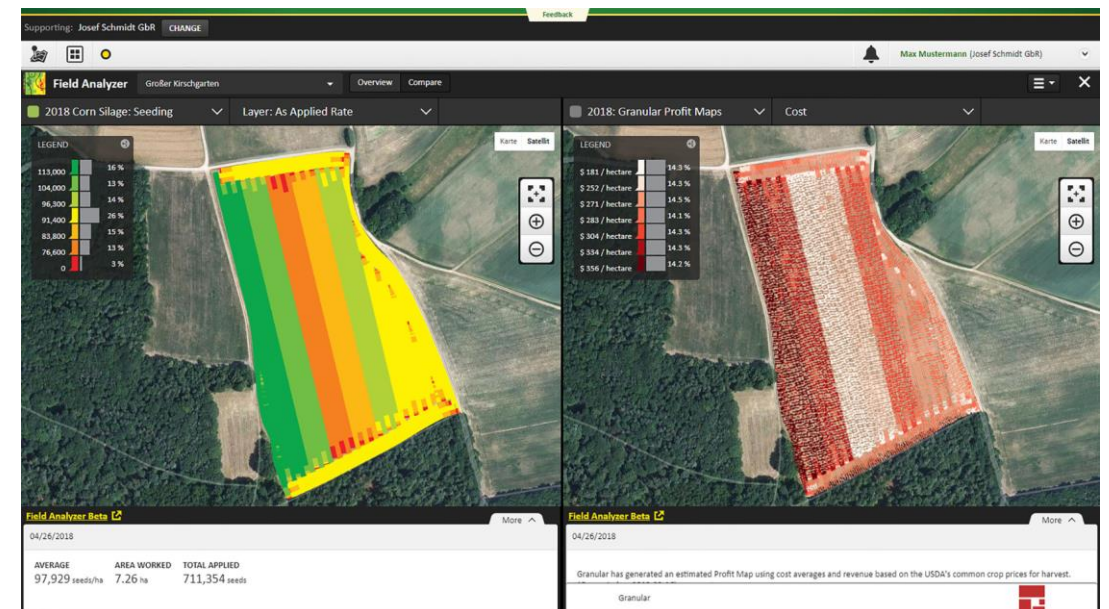 Feedback
Supporting: Josef Schmidt GbR CHANGE
Max Mustermann (Josef Schmidt GbR)
Field Analyzer Großer Kirschgarten Overview Compare
2018 Corn Silage: Seeding Layer: As Applied Rate
LEGEND
Karte Satellit
113,000 16 %
104,000 13 %
96,300 14 %
91,400 26 %
83,800 15 %
76,600 13 %
0 3 %
Field Analyzer Beta
More
04/26/2018
AVERAGE AREA WORKED TOTAL APPLIED
97,929 seeds/ha 7.26 ha 711,354 seeds
2018: Granular Profit Maps Cost
LEGEND
Karte Satellit
$ 181 / hectare 14.3 %
$ 252 / hectare 14.3 %
$ 271 / hectare 14.5 %
$ 283 / hectare 14.1 %
$ 304 / hectare 14.3 %
$ 334 / hectare 14.3 %
$ 356 / hectare 14.2 %
Field Analyzer Beta
More
04/26/2018
Granular has generated an estimated Profit Map using cost averages and revenue based on the USDA's common crop prices for harvest.
Granular